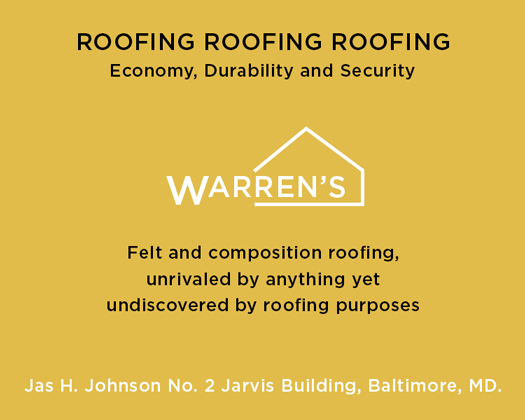 ROOFING ROOFING ROOFING
Economy, Durability and Security
WARREN'S
Felt and composition roofing,
unrivaled by anything yet
undiscovered by roofing purposes
Jas H. Johnson No. 2 Jarvis Building, Baltimore, MD.